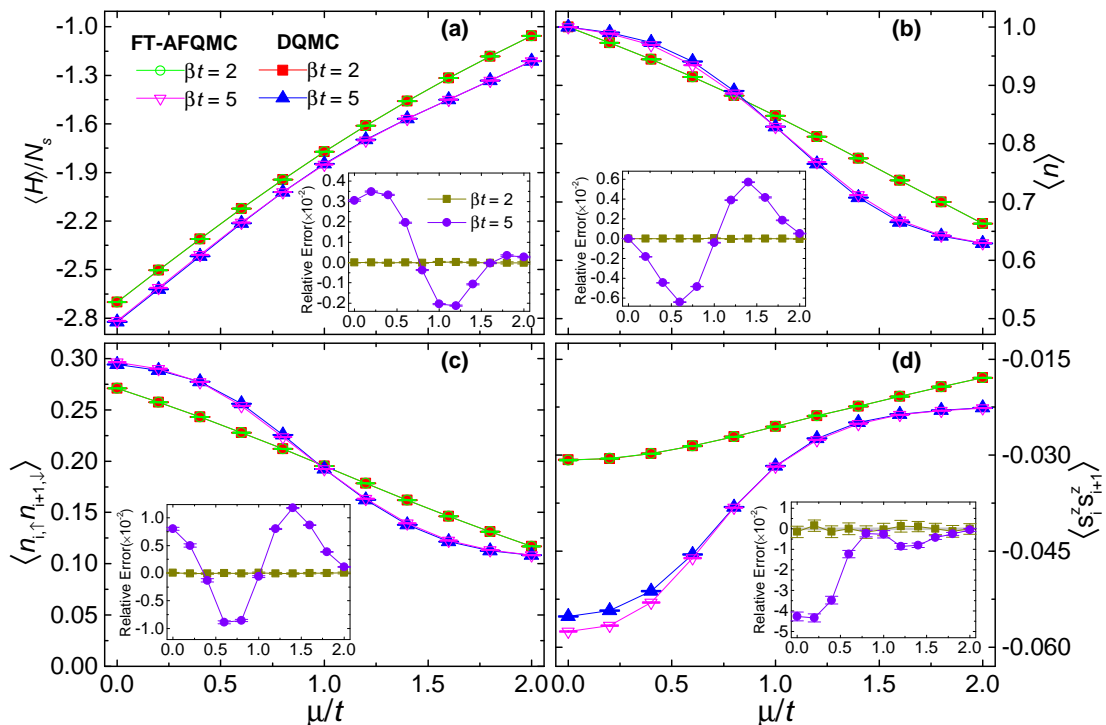 (a)
FT-AFQMC DQMC
βt = 2 βt = 2
βt = 5 βt = 5
⟨H⟩/N_s
-1.0
-1.3
-1.6
-1.9
-2.2
-2.5
-2.8
Relative Error(×10⁻²)
0.4
0.3
0.2
0.1
0.0
-0.1
-0.2
βt = 2
βt = 5
0.0 0.5 1.0 1.5 2.0
(b)
⟨n⟩
1.0
0.9
0.8
0.7
0.6
0.5
Relative Error(×10⁻²)
0.6
0.4
0.2
0.0
-0.2
-0.4
-0.6
0.0 0.5 1.0 1.5 2.0
(c)
⟨n_{i,↑} n_{i+1,↓}⟩
0.30
0.25
0.20
0.15
0.10
0.05
0.00
Relative Error(×10⁻²)
1.0
0.5
0.0
-0.5
-1.0
0.0 0.5 1.0 1.5 2.0
0.0 0.5 1.0 1.5 2.0
μ/t
(d)
⟨s_i^z s_{i+1}^z⟩
-0.015
-0.030
-0.045
-0.060
Relative Error(×10⁻²)
1
0
-1
-2
-3
-4
-5
0.0 0.5 1.0 1.5 2.0
0.0 0.5 1.0 1.5 2.0
μ/t